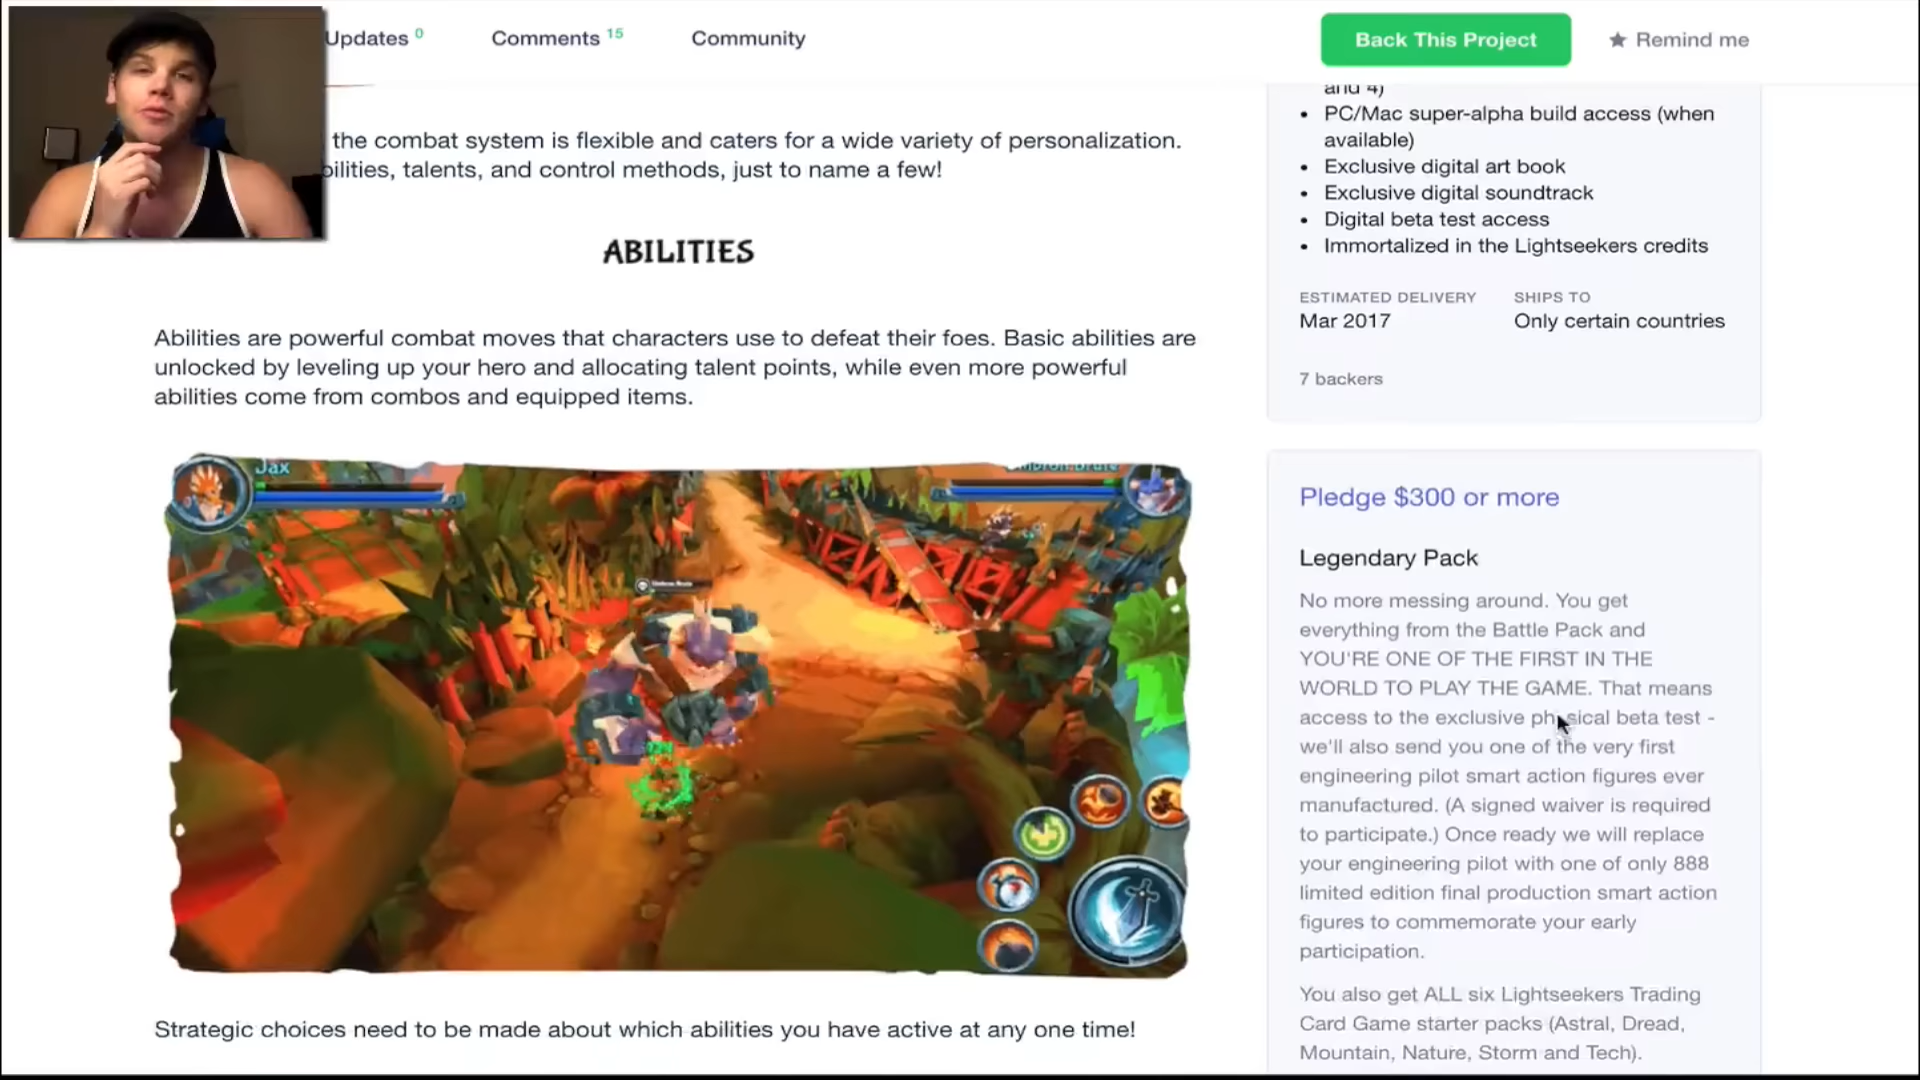 Updates 0
Comments 15
Community
Back This Project
★ Remind me
the combat system is flexible and caters for a wide variety of personalization.
bilities, talents, and control methods, just to name a few!
ABILITIES
Abilities are powerful combat moves that characters use to defeat their foes. Basic abilities are
unlocked by leveling up your hero and allocating talent points, while even more powerful
abilities come from combos and equipped items.
Jax
Strategic choices need to be made about which abilities you have active at any one time!
and 4)
• PC/Mac super-alpha build access (when
available)
• Exclusive digital art book
• Exclusive digital soundtrack
• Digital beta test access
• Immortalized in the Lightseekers credits
ESTIMATED DELIVERY
Mar 2017
SHIPS TO
Only certain countries
7 backers
Pledge $300 or more
Legendary Pack
No more messing around. You get
everything from the Battle Pack and
YOU'RE ONE OF THE FIRST IN THE
WORLD TO PLAY THE GAME. That means
access to the exclusive physical beta test -
we'll also send you one of the very first
engineering pilot smart action figures ever
manufactured. (A signed waiver is required
to participate.) Once ready we will replace
your engineering pilot with one of only 888
limited edition final production smart action
figures to commemorate your early
participation.
You also get ALL six Lightseekers Trading
Card Game starter packs (Astral, Dread,
Mountain, Nature, Storm and Tech).